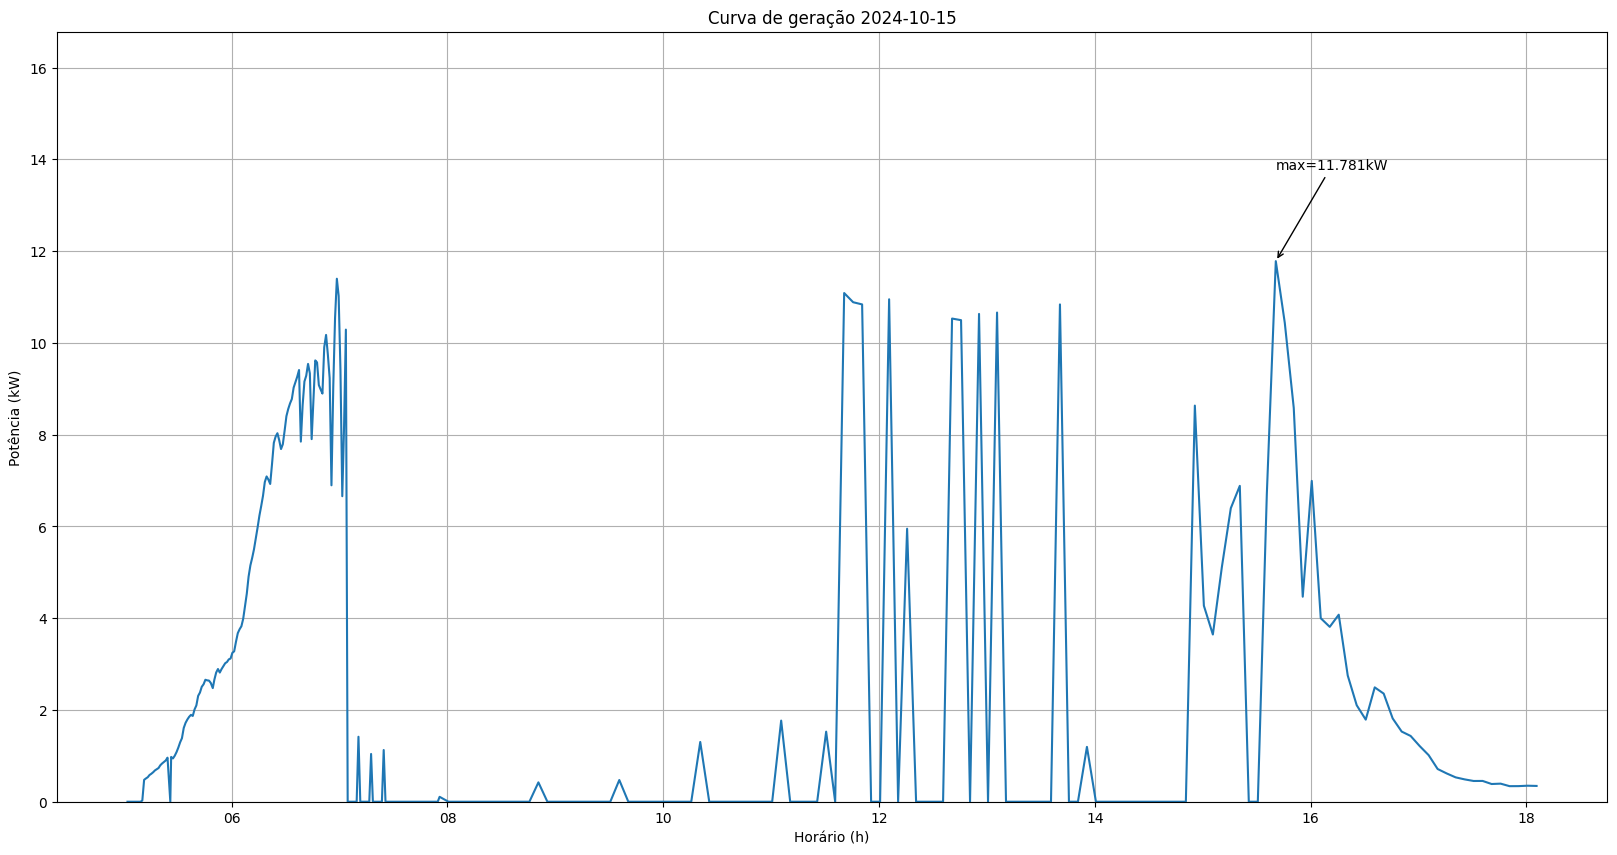 Curva de geração 2024-10-15
16
14
max=11.781kW
12
10
8
6
4
2
0
Potência (kW)
06 08 10 12 14 16 18
Horário (h)